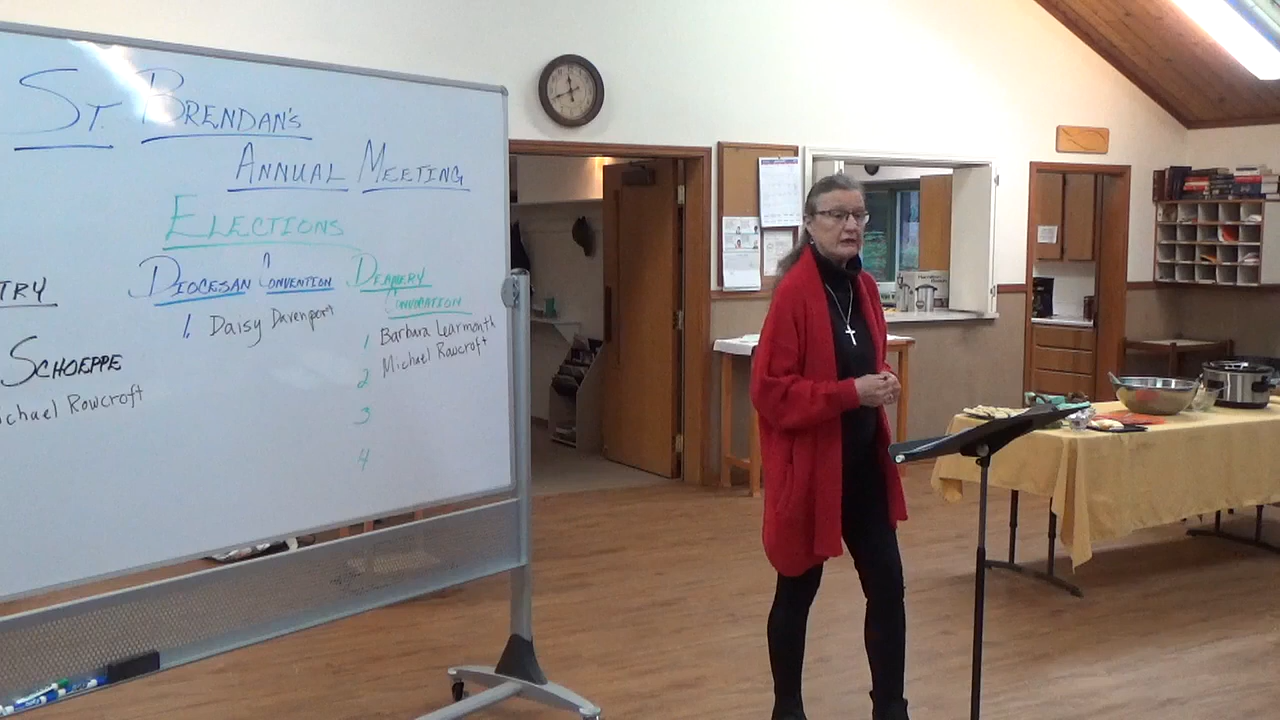 ST. BRENDAN'S
ANNUAL MEETING
ELECTIONS
TRY
DIOCESAN CONVENTION
DEANERY
CONVOCATION
1. Daisy Davenport
1 Barbara Learmonth
2 Michael Rowcroft
3
4
SCHOEPPE
ichael Rowcroft